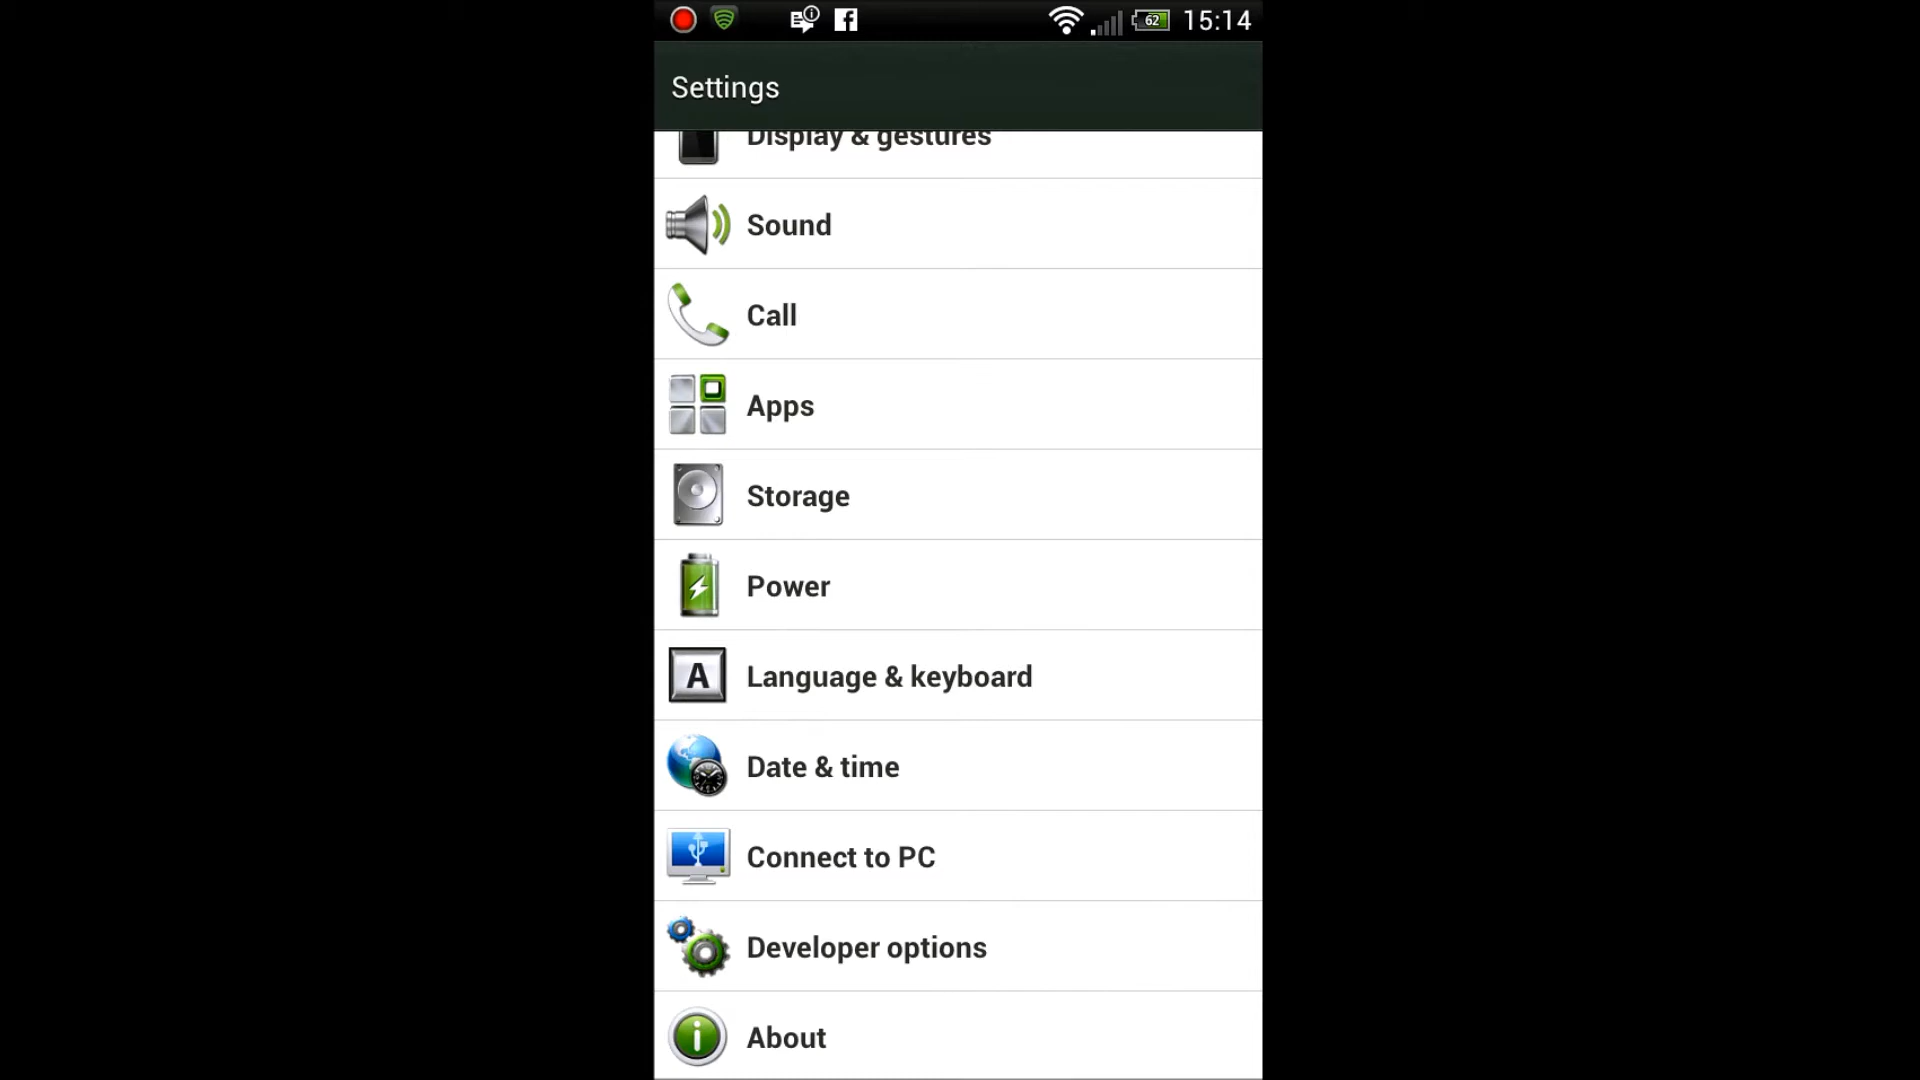 62 15:14
Settings
Display & gestures
Sound
Call
Apps
Storage
Power
A
Language & keyboard
Date & time
Connect to PC
Developer options
About